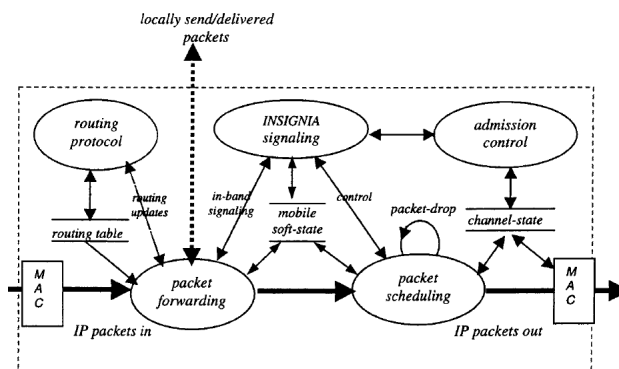 locally send/delivered
packets
routing
protocol
INSIGNIA
signaling
admission
control
routing
updates
in-band
signaling
mobile
soft-state
control
packet-drop
channel-state
routing table
M
A
C
packet
forwarding
packet
scheduling
M
A
C
IP packets in
IP packets out